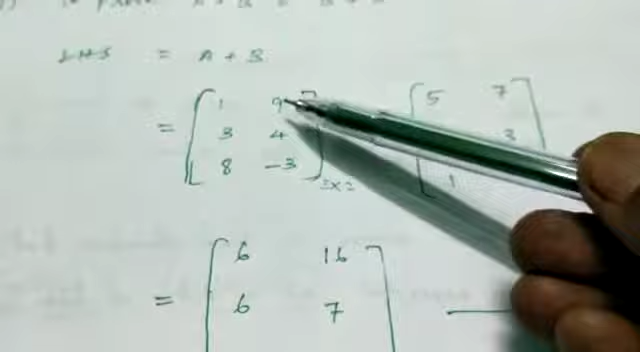 LHS = A + B
= [ 1 9 ] [ 5 7 ]
3 4 3
8 -3 1
3x2
= [ 6 16 ]
6 7